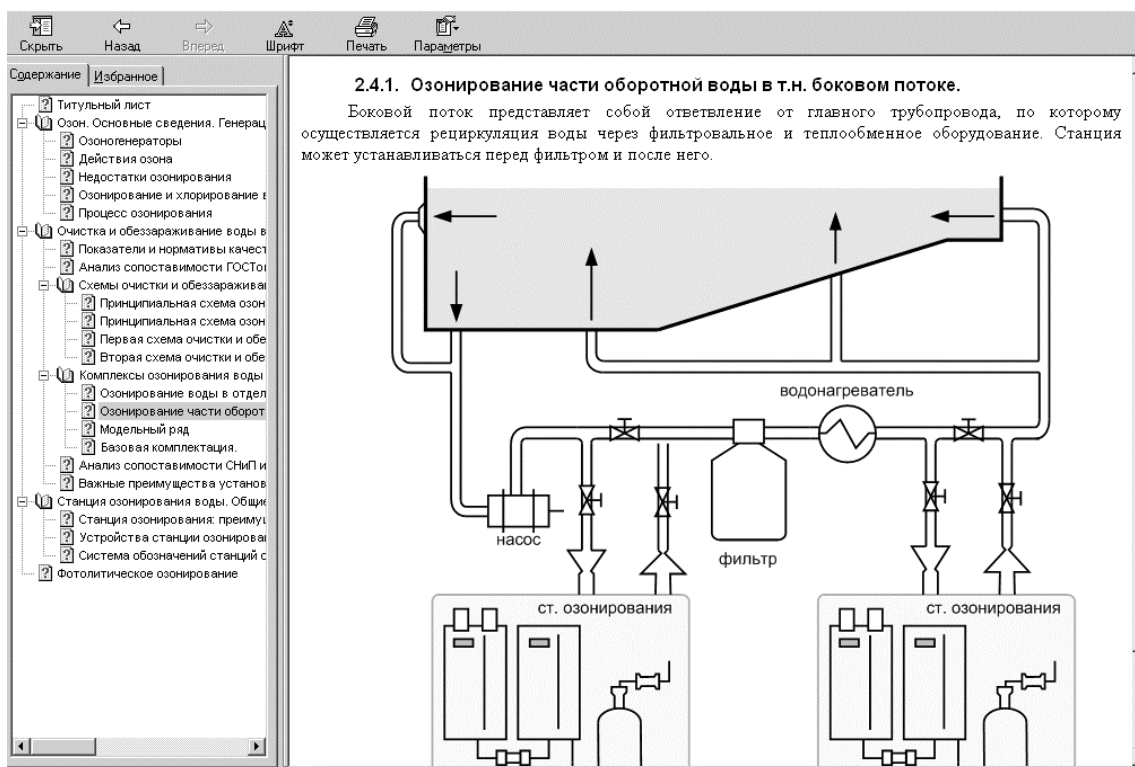 Скрыть Назад Вперед Шрифт Печать Параметры
Содержание Избранное
Титульный лист
Озон. Основные сведения. Генерац
Озоногенераторы
Действия озона
Недостатки озонирования
Озонирование и хлорирование в
Процесс озонирования
Очистка и обеззараживание воды в
Показатели и нормативы качест
Анализ сопоставимости ГОСТо
Схемы очистки и обеззаражива
Принципиальная схема озон
Принципиальная схема озон
Первая схема очистки и обе
Вторая схема очистки и обе
Комплексы озонирования воды
Озонирование воды в отдел
Озонирование части оборот
Модельный ряд
Базовая комплектация.
Анализ сопоставимости СНиП и
Важные преимущества установ
Станция озонирования воды. Общие
Станция озонирования: преиму
Устройства станции озонирова
Система обозначений станций с
Фотолитическое озонирование
2.4.1. Озонирование части оборотной воды в т.н. боковом потоке.
Боковой поток представляет собой ответвление от главного трубопровода, по которому
осуществляется рециркуляция воды через фильтровальное и теплообменное оборудование. Станция
может устанавливаться перед фильтром и после него.
водонагреватель
насос
фильтр
ст. озонирования
ст. озонирования